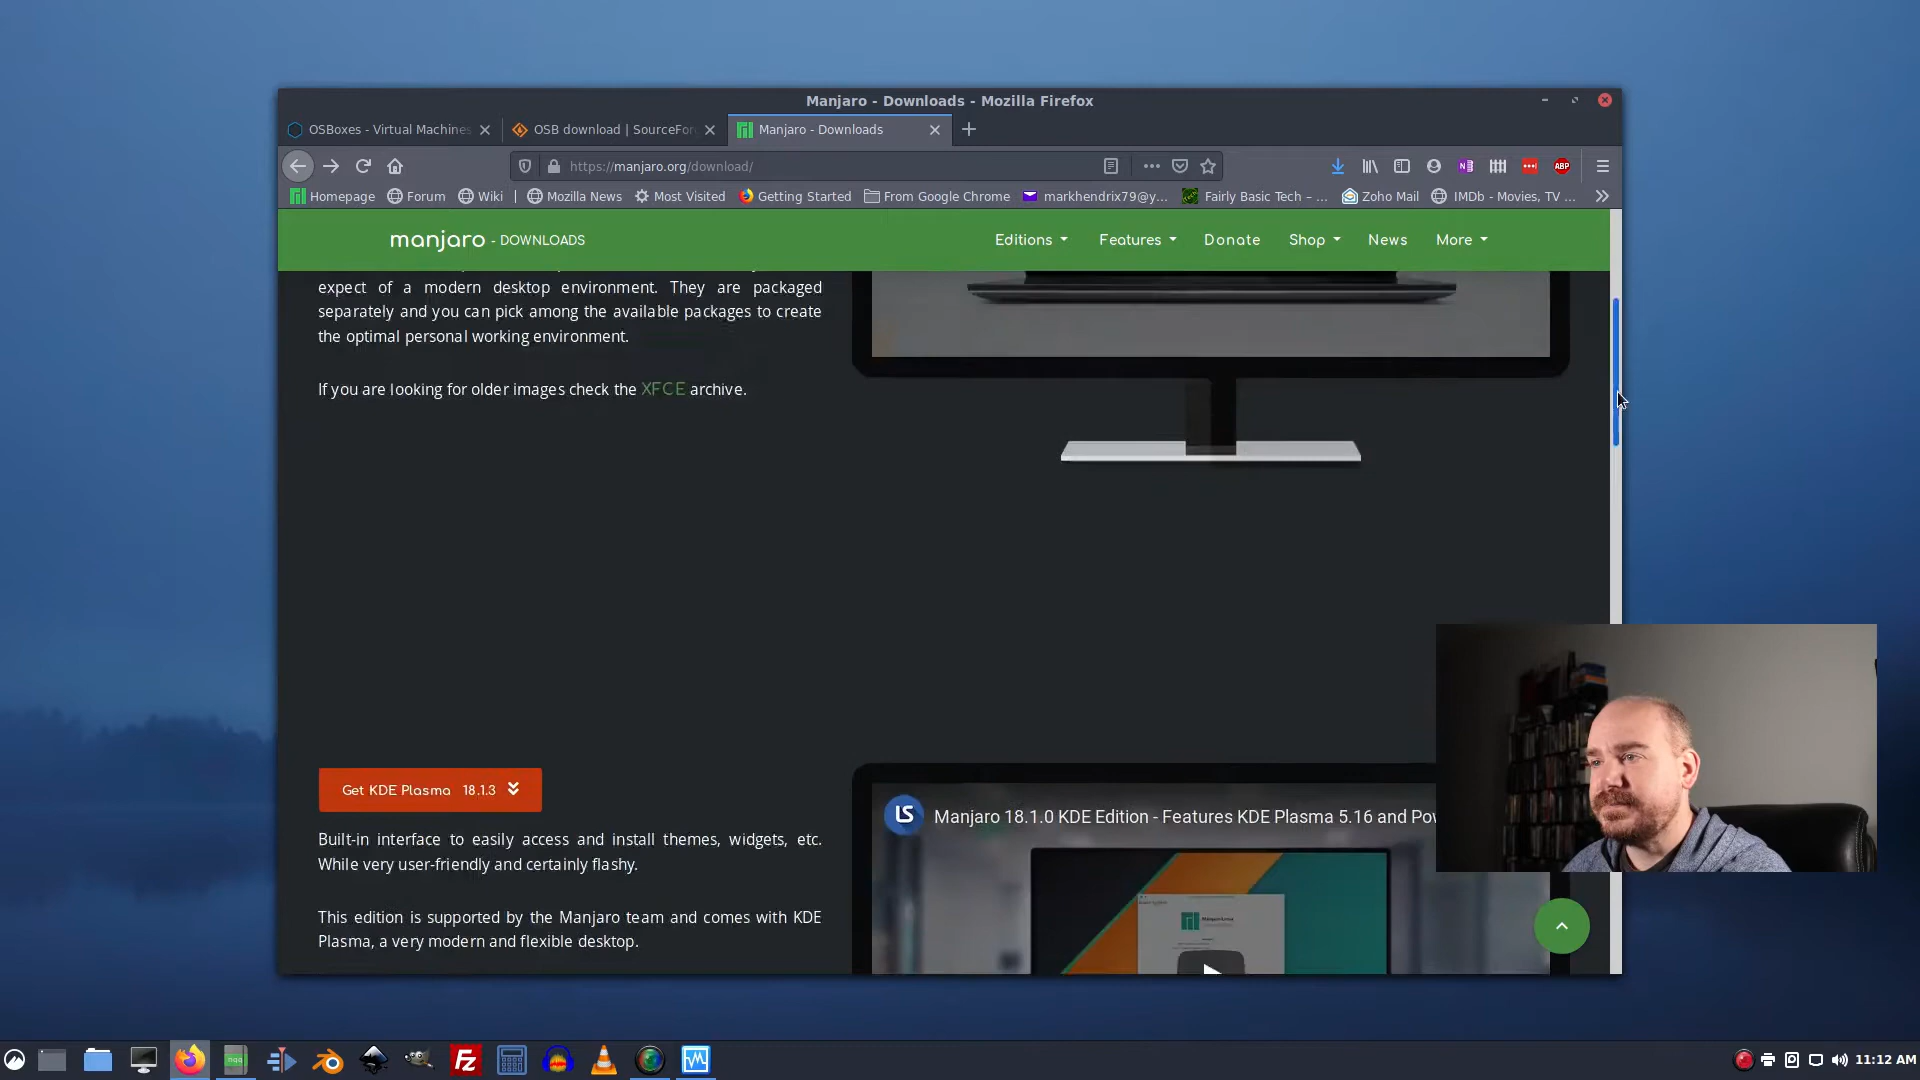 Manjaro - Downloads - Mozilla Firefox
OSBoxes - Virtual Machines
OSB download | SourceFor
Manjaro - Downloads
https://manjaro.org/download/
ABP
Homepage
Forum
Wiki
Mozilla News
Most Visited
Getting Started
From Google Chrome
markhendrix79@y...
Fairly Basic Tech – ...
Zoho Mail
IMDb - Movies, TV ...
manjaro - DOWNLOADS
Editions
Features
Donate
Shop
News
More
expect of a modern desktop environment. They are packaged
separately and you can pick among the available packages to create
the optimal personal working environment.
If you are looking for older images check the XFCE archive.
Get KDE Plasma 18.1.3
Built-in interface to easily access and install themes, widgets, etc.
While very user-friendly and certainly flashy.
This edition is supported by the Manjaro team and comes with KDE
Plasma, a very modern and flexible desktop.
LS
Manjaro 18.1.0 KDE Edition - Features KDE Plasma 5.16 and Pow
Fz
11:12 AM